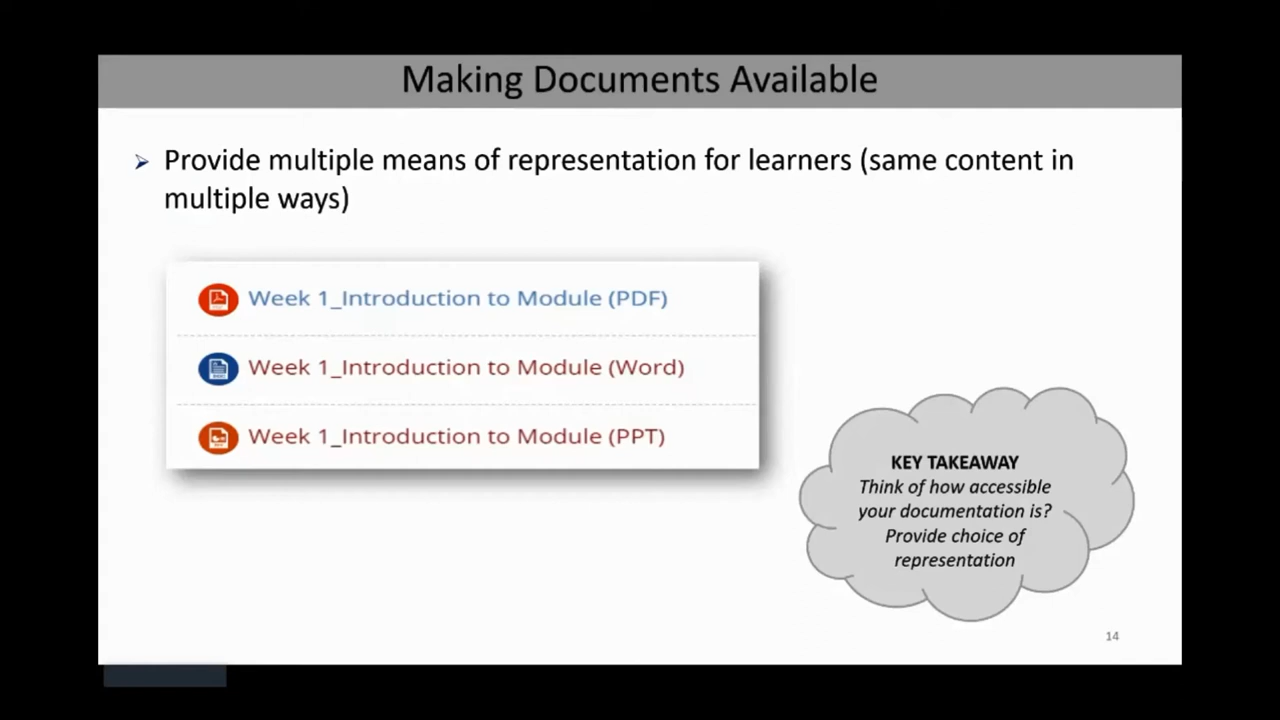 Making Documents Available
Provide multiple means of representation for learners (same content in
multiple ways)
Week 1_Introduction to Module (PDF)
Week 1_Introduction to Module (Word)
Week 1_Introduction to Module (PPT)
KEY TAKEAWAY
Think of how accessible
your documentation is?
Provide choice of
representation
14